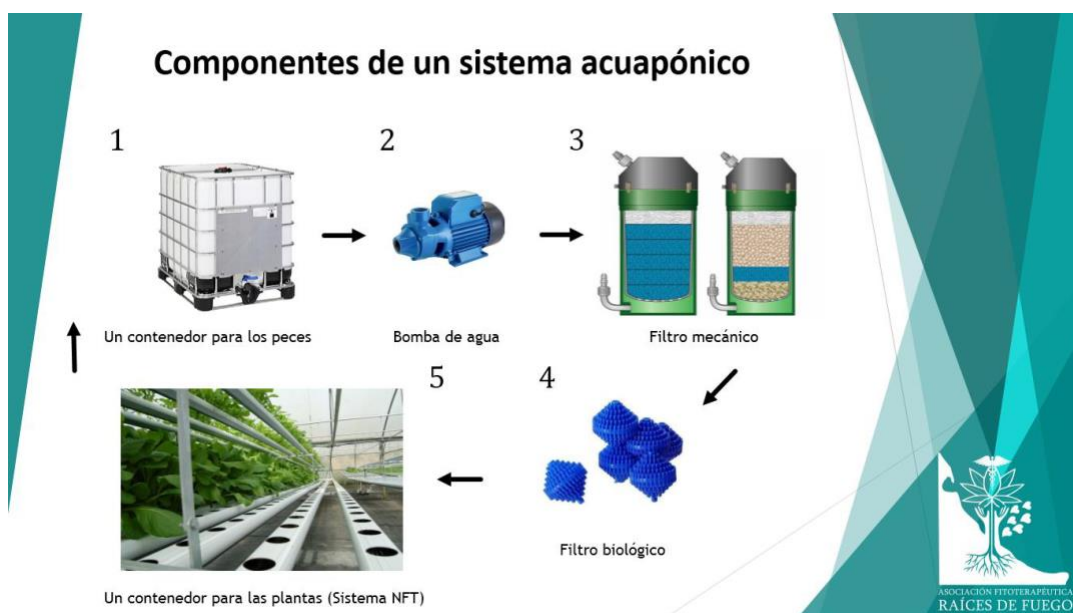 Componentes de un sistema acuapónico
1
2
3
Un contenedor para los peces
Bomba de agua
Filtro mecánico
5
4
Filtro biológico
Un contenedor para las plantas (Sistema NFT)
ASOCIACIÓN FITOTERAPÉUTICA
RAÍCES DE FUEGO